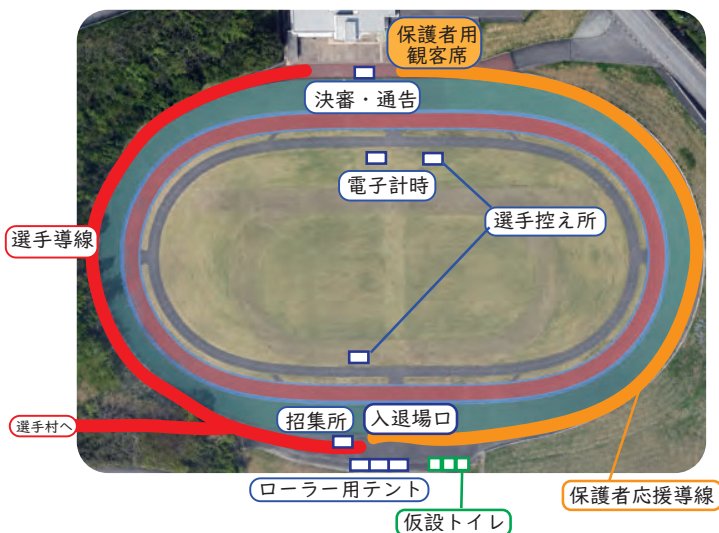 保護者用
観客席
決審・通告
電子計時
選手控え所
選手導線
選手村へ
招集所
入退場口
ローラー用テント
仮設トイレ
保護者応援導線